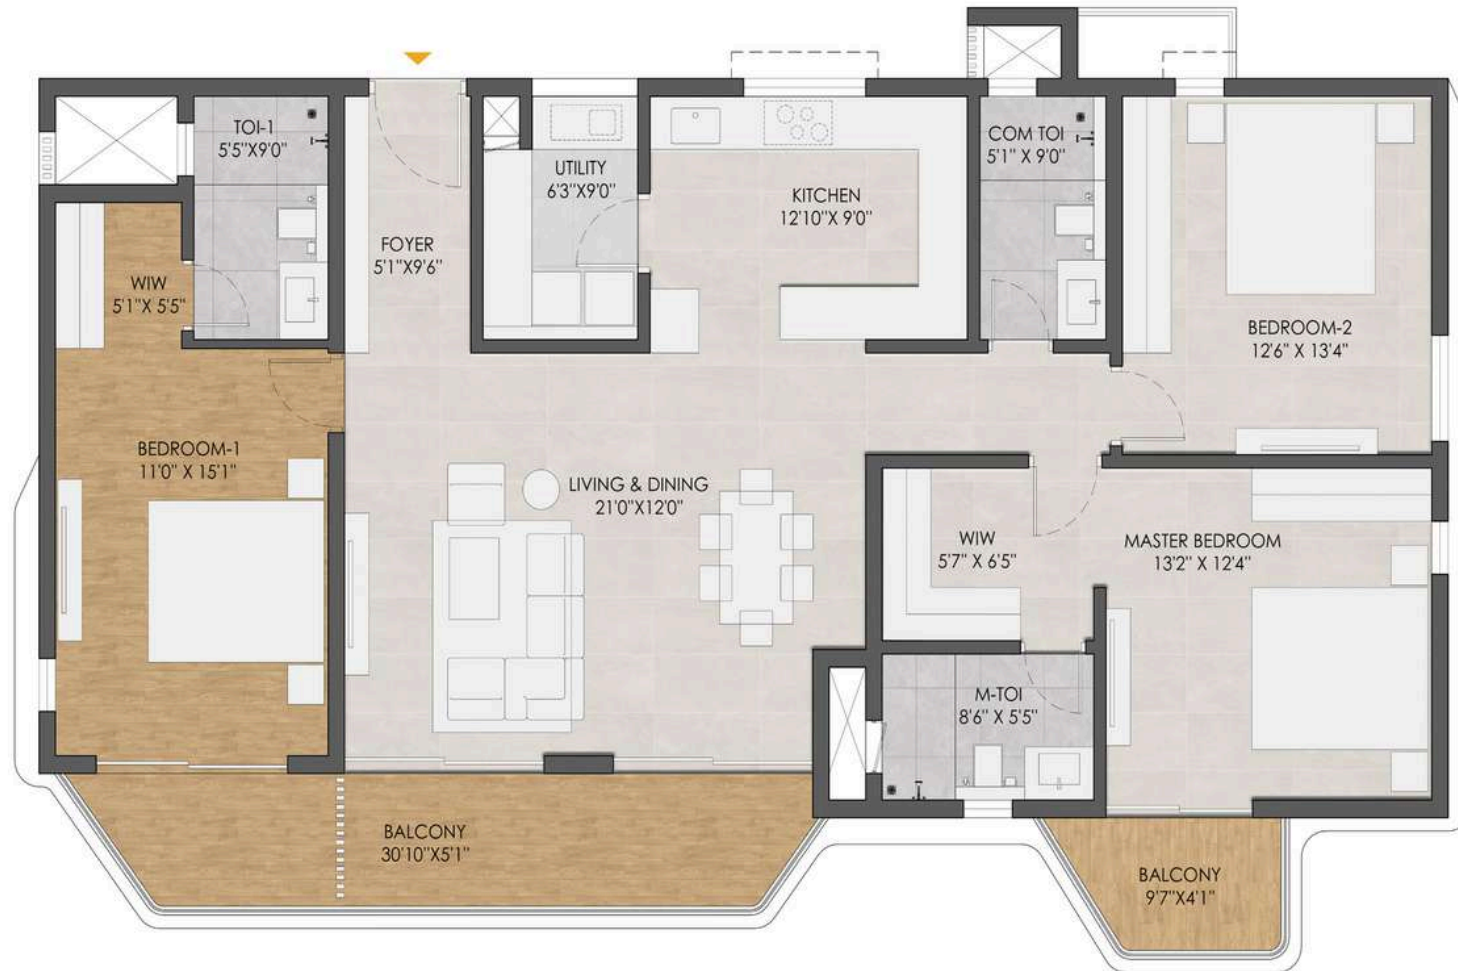 TOI-1
5'5"X9'0"
COM TOI
5'1" X 9'0"
UTILITY
6'3"X9'0"
KITCHEN
12'10"X 9'0"
FOYER
5'1"X9'6"
WIW
5'1"X 5'5"
BEDROOM-2
12'6" X 13'4"
BEDROOM-1
11'0" X 15'1"
LIVING & DINING
21'0"X12'0"
WIW
5'7" X 6'5"
MASTER BEDROOM
13'2" X 12'4"
M-TOI
8'6" X 5'5"
BALCONY
30'10"X5'1"
BALCONY
9'7"X4'1"